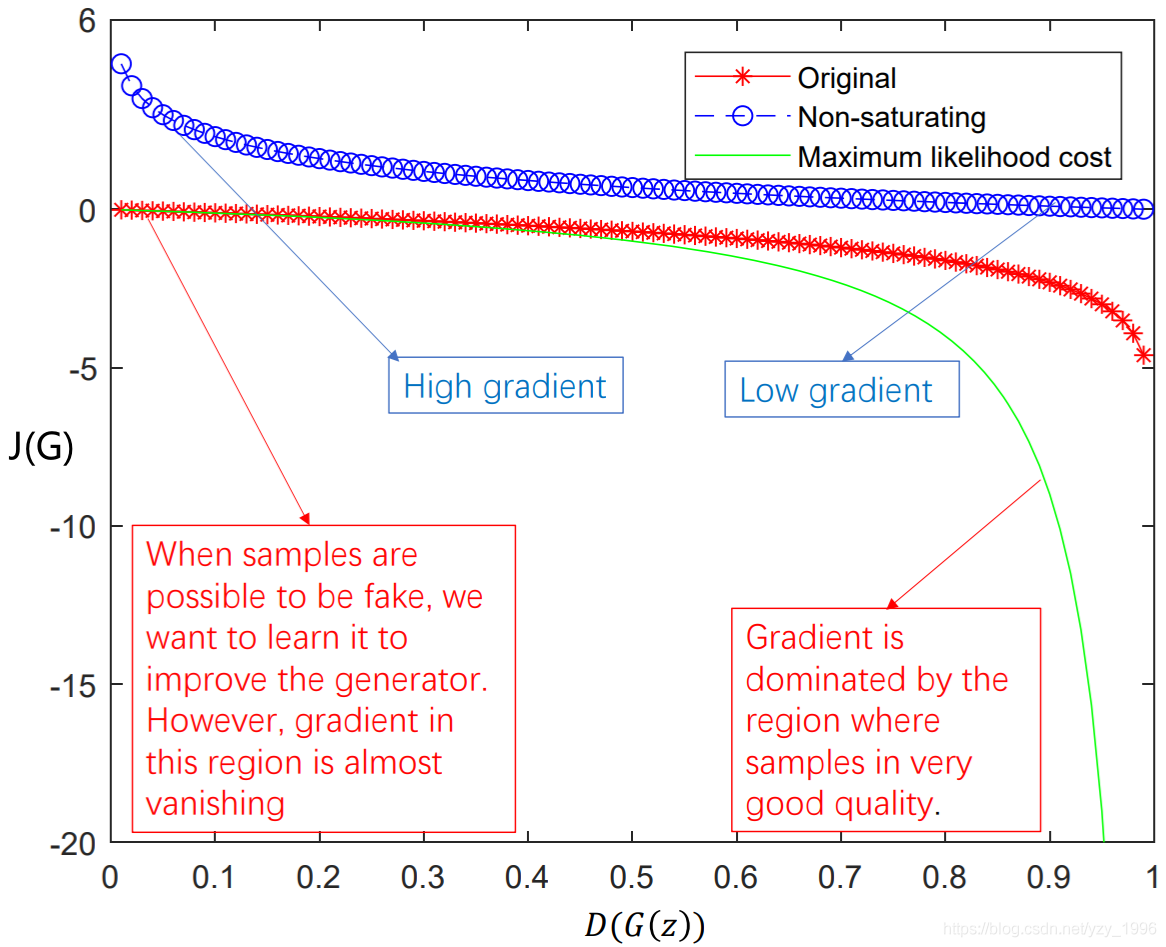 6
0
-5
-10
-15
-20
J(G)
Original
Non-saturating
Maximum likelihood cost
High gradient
Low gradient
When samples are
possible to be fake, we
want to learn it to
improve the generator.
However, gradient in
this region is almost
vanishing
Gradient is
dominated by the
region where
samples in very
good quality.
0 0.1 0.2 0.3 0.4 0.5 0.6 0.7 0.8 0.9 1
D(G(z))
https://blog.csdn.net/yzy_1996